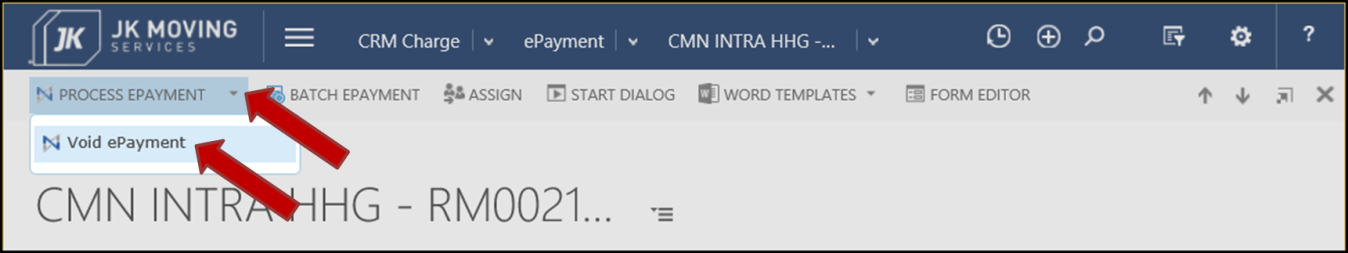 JK JK MOVING SERVICES CRM Charge ePayment CMN INTRA HHG -... ?
PROCESS EPAYMENT BATCH EPAYMENT ASSIGN START DIALOG WORD TEMPLATES FORM EDITOR
Void ePayment
CMN INTRA HHG - RM0021...